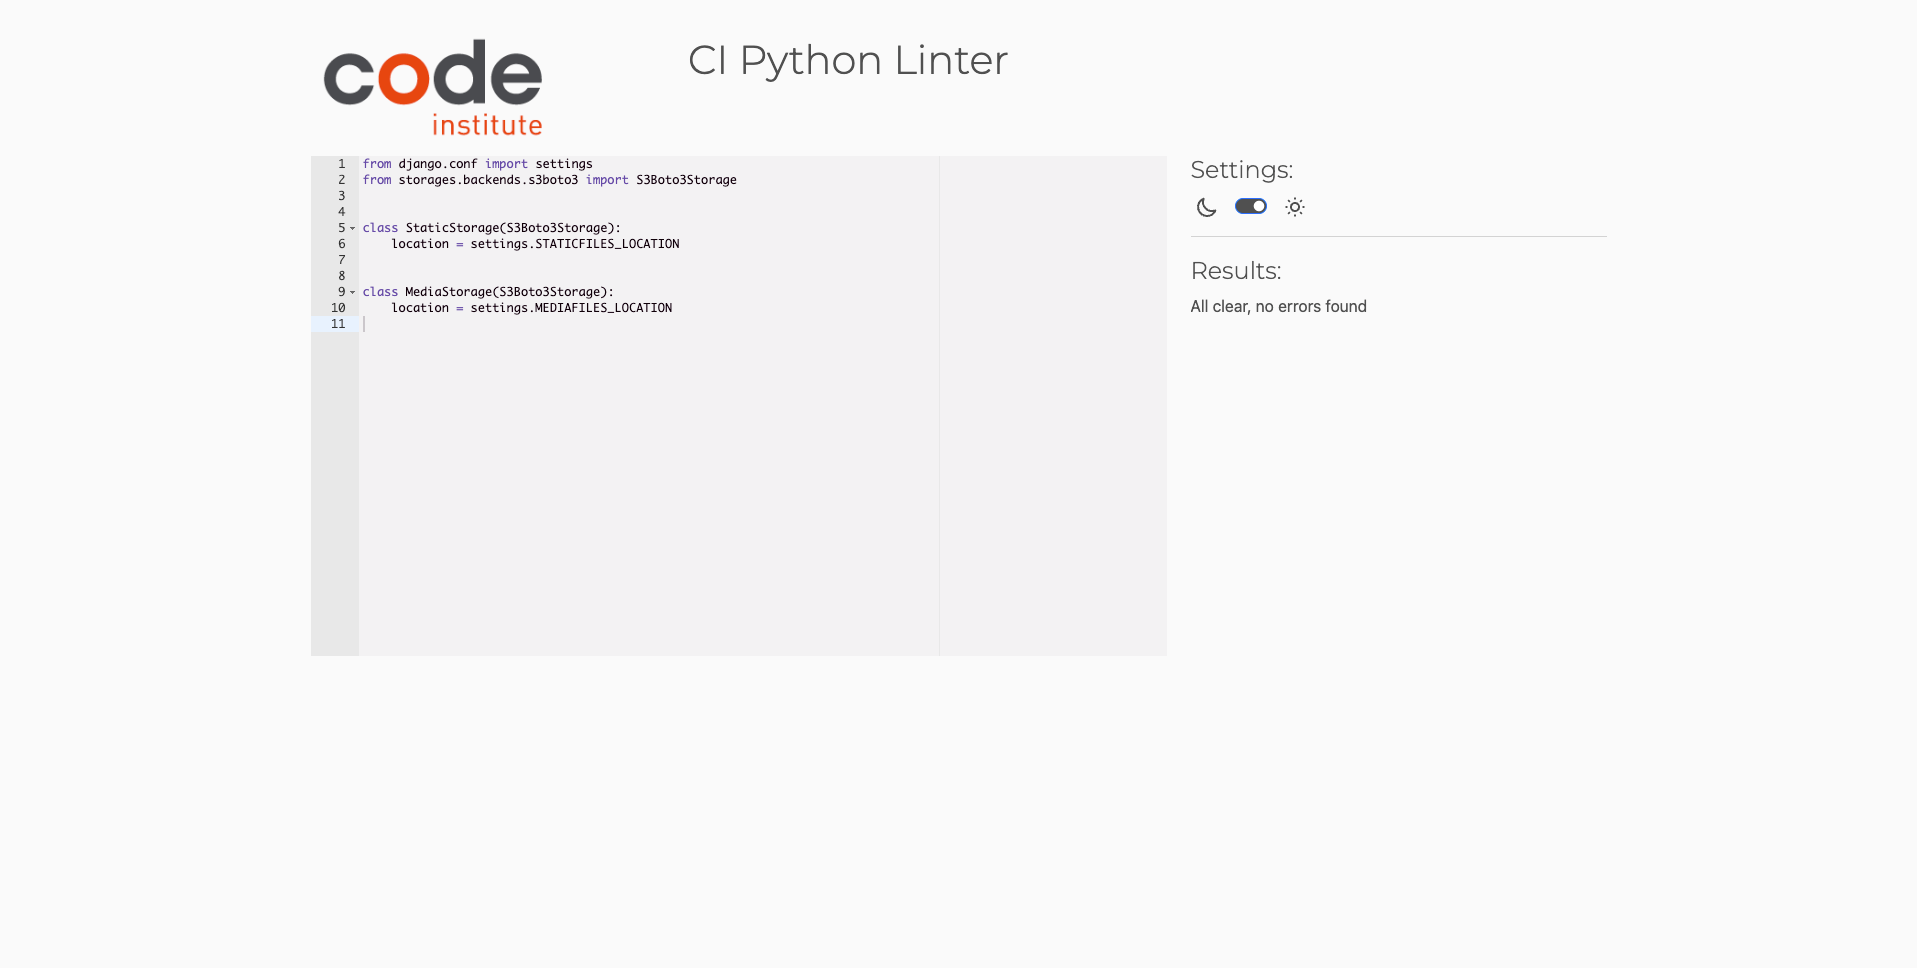 code
institute
CI Python Linter
1 from django.conf import settings
2 from storages.backends.s3boto3 import S3Boto3Storage
3
4
5 class StaticStorage(S3Boto3Storage):
6     location = settings.STATICFILES_LOCATION
7
8
9 class MediaStorage(S3Boto3Storage):
10     location = settings.MEDIAFILES_LOCATION
11
Settings:
Results:
All clear, no errors found